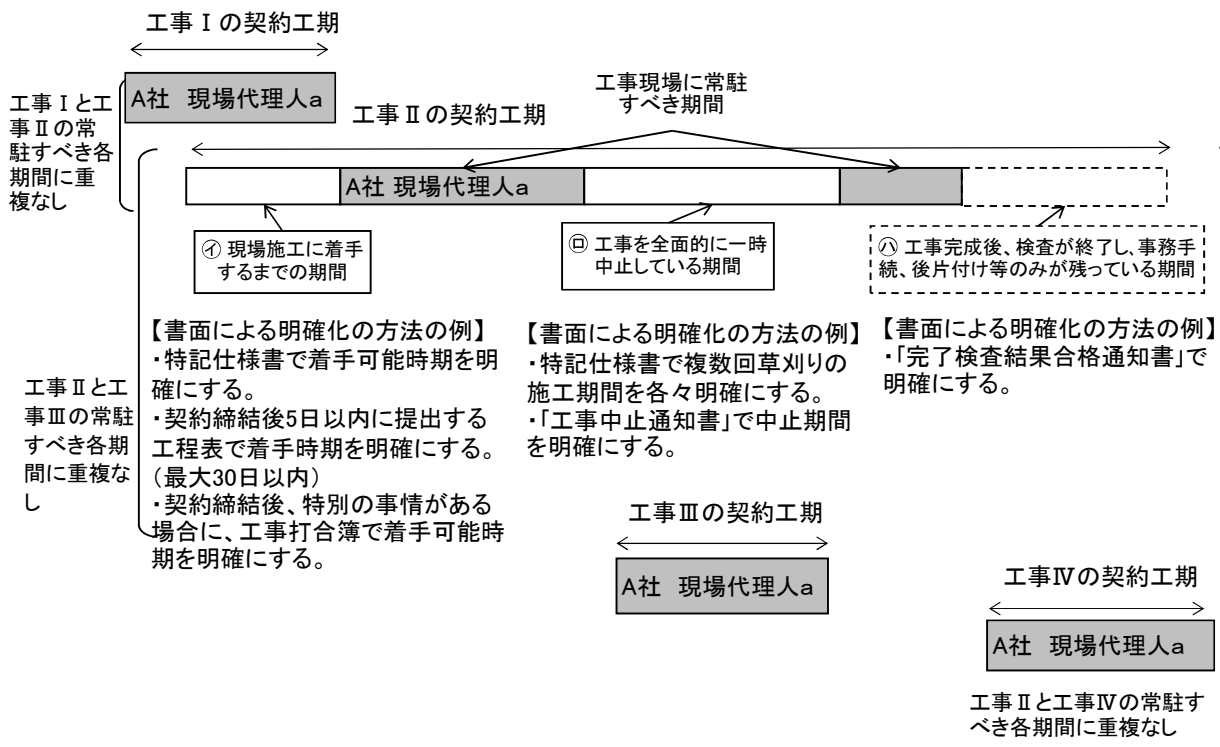 工事Ⅰの契約工期
A社　現場代理人a
工事Ⅰと工
事Ⅱの常
駐すべき各
期間に重
複なし
工事Ⅱの契約工期
工事現場に常駐
すべき期間
A社 現場代理人a
㋑ 現場施工に着手
するまでの期間
㋺ 工事を全面的に一時
中止している期間
㋩ 工事完成後、検査が終了し、事務手
続、後片付け等のみが残っている期間
工事Ⅱとエ
事Ⅲの常駐
すべき各期
間に重複な
し
【書面による明確化の方法の例】
・特記仕様書で着手可能時期を明
確にする。
・契約締結後5日以内に提出する
工程表で着手時期を明確にする。
（最大30日以内）
・契約締結後、特別の事情がある
場合に、工事打合簿で着手可能時
期を明確にする。
【書面による明確化の方法の例】
・特記仕様書で複数回草刈りの
施工期間を各々明確にする。
・「工事中止通知書」で中止期間
を明確にする。
【書面による明確化の方法の例】
・「完了検査結果合格通知書」で
明確にする。
工事Ⅲの契約工期
A社　現場代理人a
工事Ⅳの契約工期
A社　現場代理人a
工事Ⅱと工事Ⅳの常駐す
べき各期間に重複なし